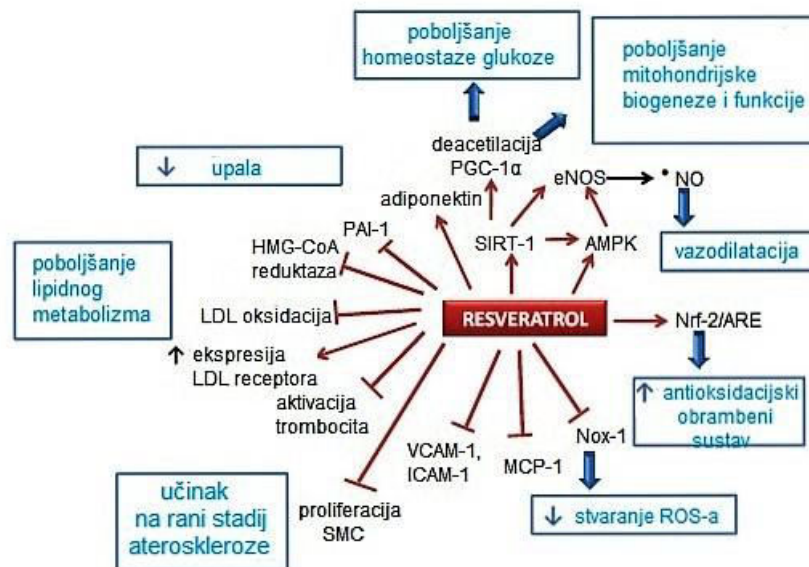 poboljšanje
homeostaze glukoze
poboljšanje
mitohondrijske
biogeneze i funkcije
↓ upala
deacetilacija
PGC-1α
eNOS
• NO
adiponektin
PAI-1
SIRT-1
AMPK
vazodilatacija
HMG-CoA
reduktaza
poboljšanje
lipidnog
metabolizma
LDL oksidacija
RESVERATROL
Nrf-2/ARE
↑ ekspresija
LDL receptora
aktivacija
trombocita
↑ antioksidacijski
obrambeni
sustav
VCAM-1,
ICAM-1
MCP-1
Nox-1
učinak
na rani stadij
ateroskleroze
proliferacija
SMC
↓ stvaranje ROS-a